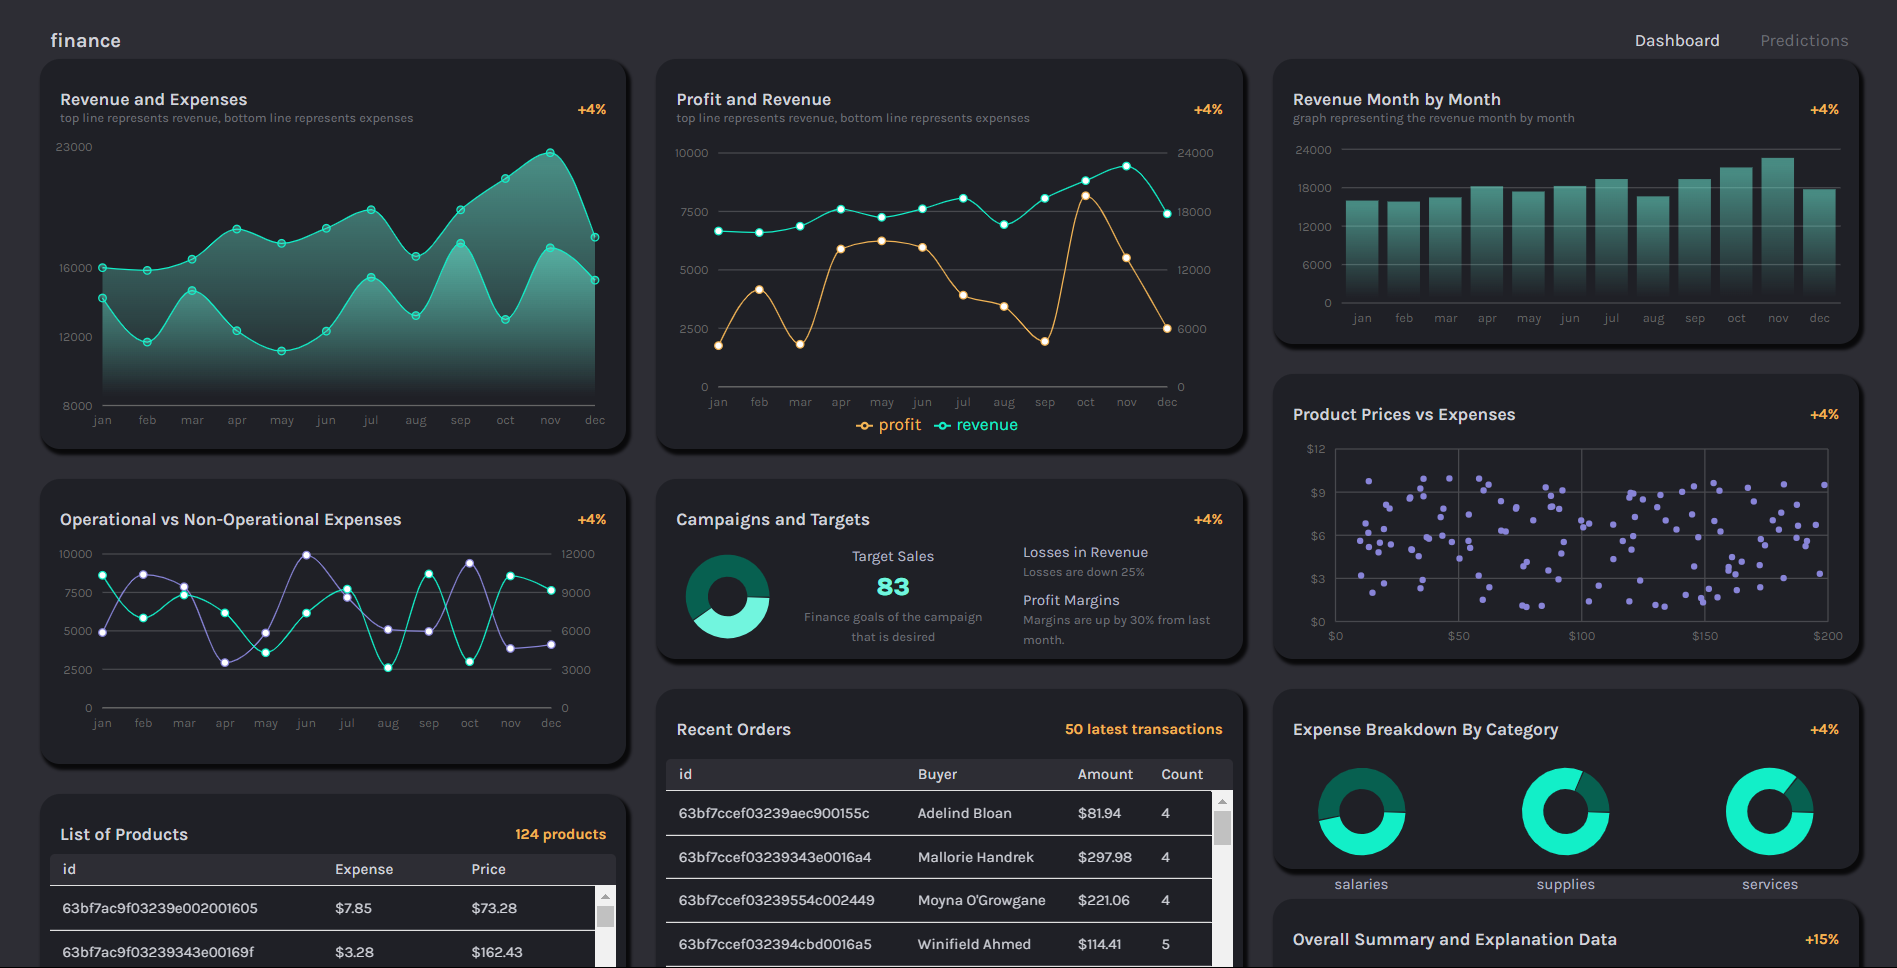 finance
Dashboard
Predictions
Revenue and Expenses
+4%
top line represents revenue, bottom line represents expenses
23000
16000
12000
8000
jan feb mar apr may jun jul aug sep oct nov dec
Profit and Revenue
+4%
top line represents revenue, bottom line represents expenses
10000 24000
7500 18000
5000 12000
2500 6000
0 0
jan feb mar apr may jun jul aug sep oct nov dec
profit revenue
Revenue Month by Month
+4%
graph representing the revenue month by month
24000
18000
12000
6000
0
jan feb mar apr may jun jul aug sep oct nov dec
Operational vs Non-Operational Expenses
+4%
10000 12000
7500 9000
5000 6000
2500 3000
0 0
jan feb mar apr may jun jul aug sep oct nov dec
Campaigns and Targets
+4%
Target Sales
83
Finance goals of the campaign
that is desired
Losses in Revenue
Losses are down 25%
Profit Margins
Margins are up by 30% from last
month.
Product Prices vs Expenses
+4%
$12
$9
$6
$3
$0
$0 $50 $100 $150 $200
List of Products
124 products
id Expense Price
63bf7ac9f03239e002001605 $7.85 $73.28
63bf7ac9f03239343e00169f $3.28 $162.43
Recent Orders
50 latest transactions
id Buyer Amount Count
63bf7ccef03239aec900155c Adelind Bloan $81.94 4
63bf7ccef03239343e0016a4 Mallorie Handrek $297.98 4
63bf7ccef03239554c002449 Moyna O'Growgane $221.06 4
63bf7ccef032394cbd0016a5 Winifield Ahmed $114.41 5
Expense Breakdown By Category
+4%
salaries supplies services
Overall Summary and Explanation Data
+15%